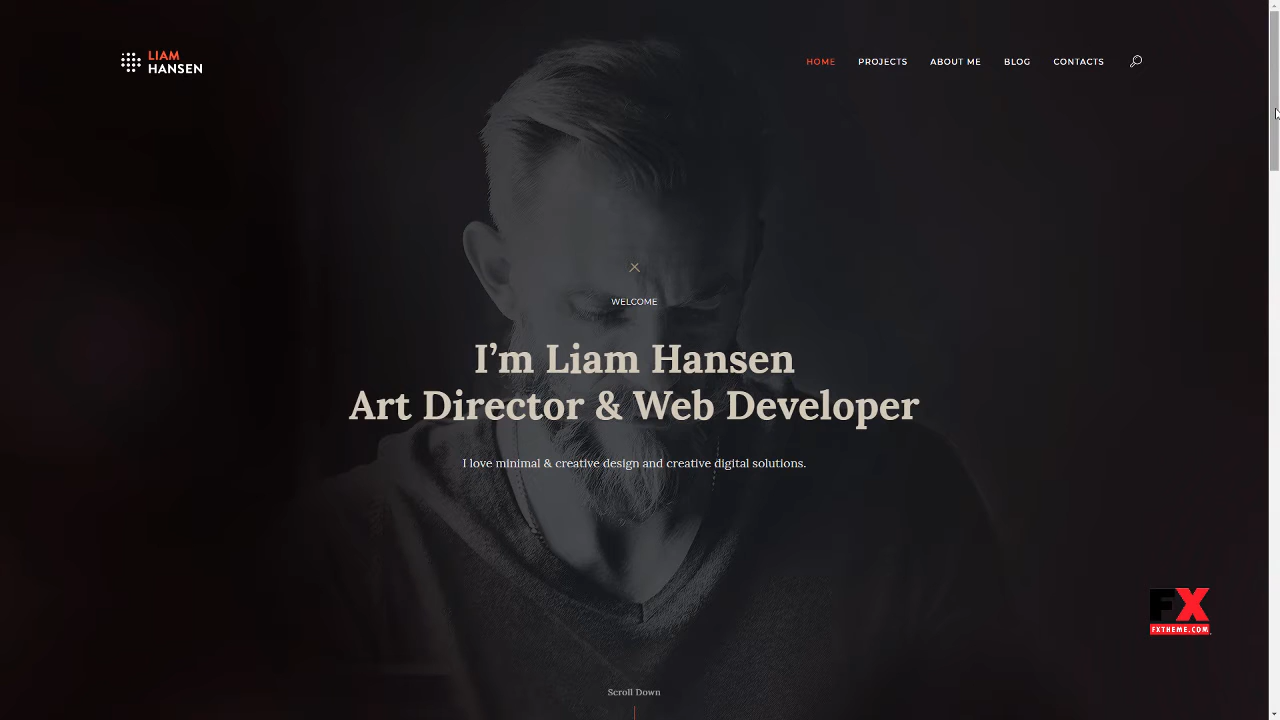 LIAM
HANSEN
HOME PROJECTS ABOUT ME BLOG CONTACTS
WELCOME
I’m Liam Hansen
Art Director & Web Developer
I love minimal & creative design and creative digital solutions.
FX
FXTHEME.COM
Scroll Down